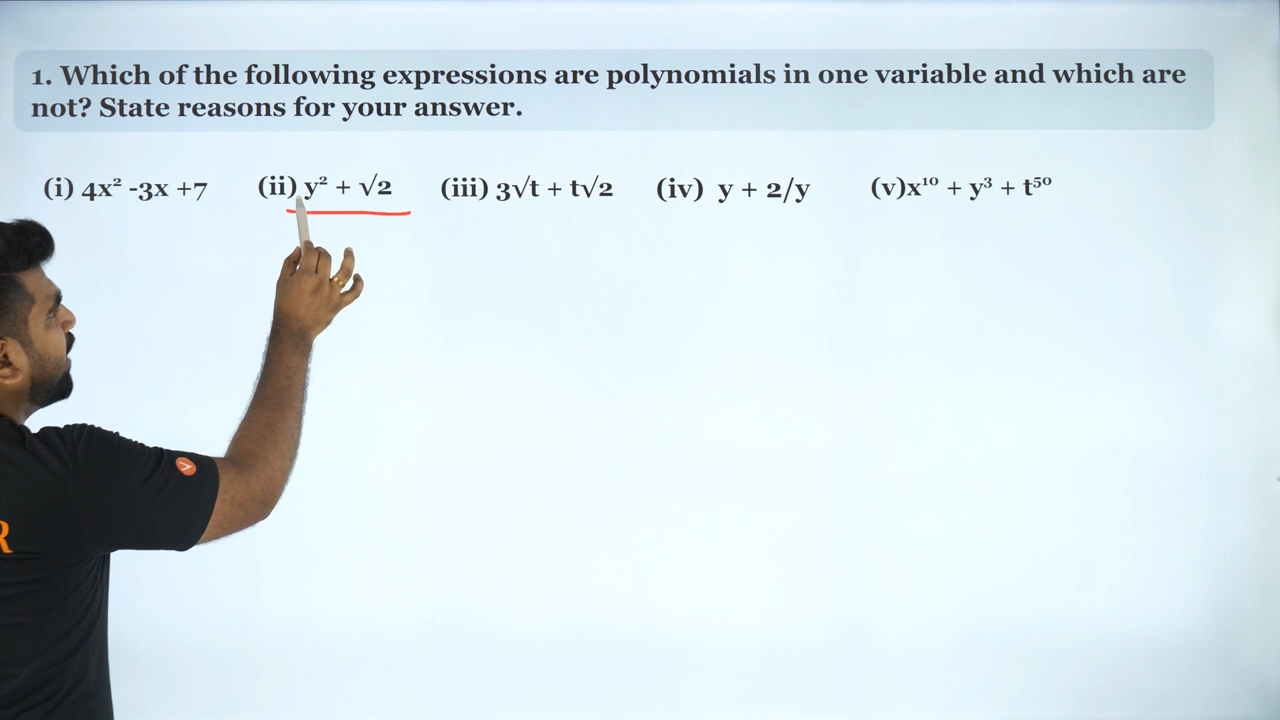 1. Which of the following expressions are polynomials in one variable and which are
not? State reasons for your answer.
(i) 4x² -3x +7 (ii) y² + √2 (iii) 3√t + t√2 (iv) y + 2/y (v)x¹⁰ + y³ + t⁵⁰
R